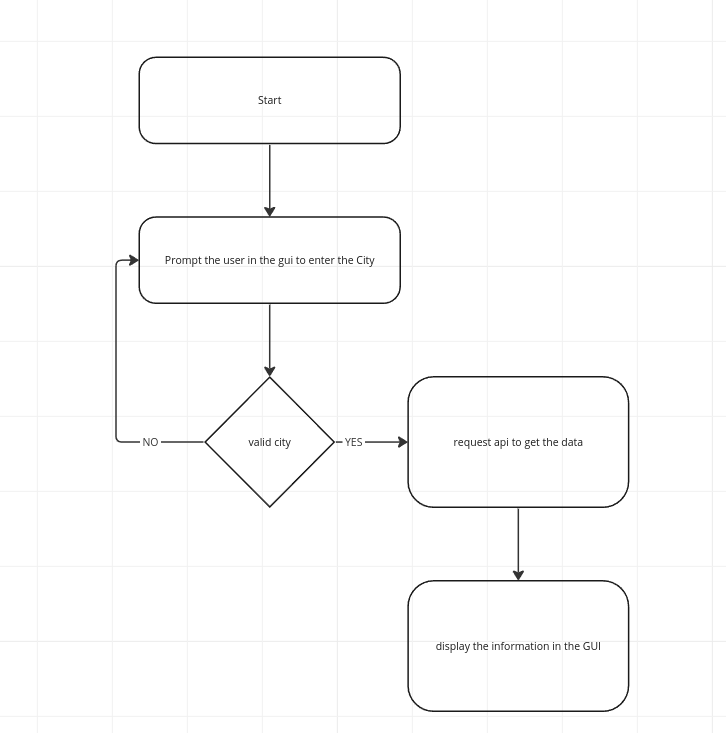 Start
Prompt the user in the gui to enter the City
valid city
NO
YES
request api to get the data
display the information in the GUI